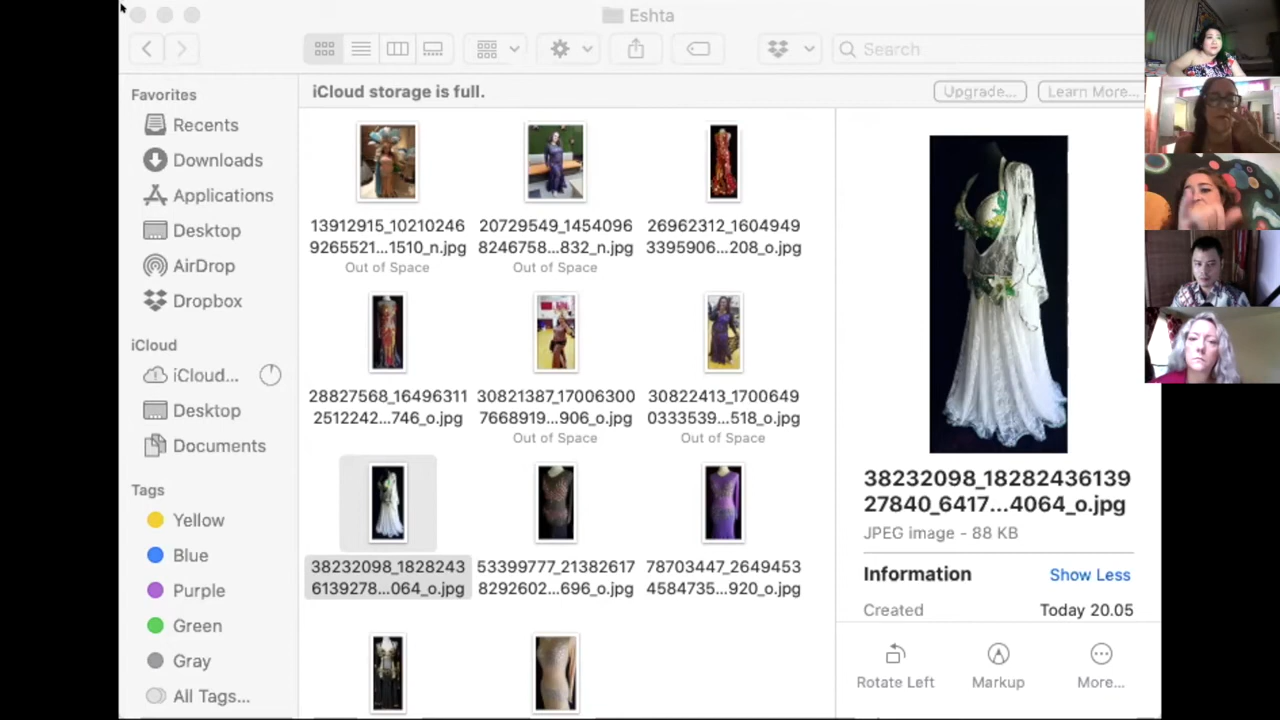 Eshta
Search
Favorites
Recents
Downloads
Applications
Desktop
AirDrop
Dropbox
iCloud
iCloud...
Desktop
Documents
Tags
Yellow
Blue
Purple
Green
Gray
All Tags...
iCloud storage is full.
Upgrade...
Learn More...
13912915_10210246
9265521...1510_n.jpg
Out of Space
20729549_1454096
8246758...832_n.jpg
Out of Space
26962312_1604949
3395906...208_o.jpg
28827568_16496311
2512242...746_o.jpg
30821387_17006300
7668919...906_o.jpg
Out of Space
30822413_1700649
0333539...518_o.jpg
Out of Space
38232098_1828243
6139278...064_o.jpg
53399777_21382617
8292602...696_o.jpg
78703447_2649453
4584735...920_o.jpg
38232098_18282436139
27840_6417...4064_o.jpg
JPEG image - 88 KB
Information
Show Less
Created
Today 20.05
Rotate Left
Markup
More...